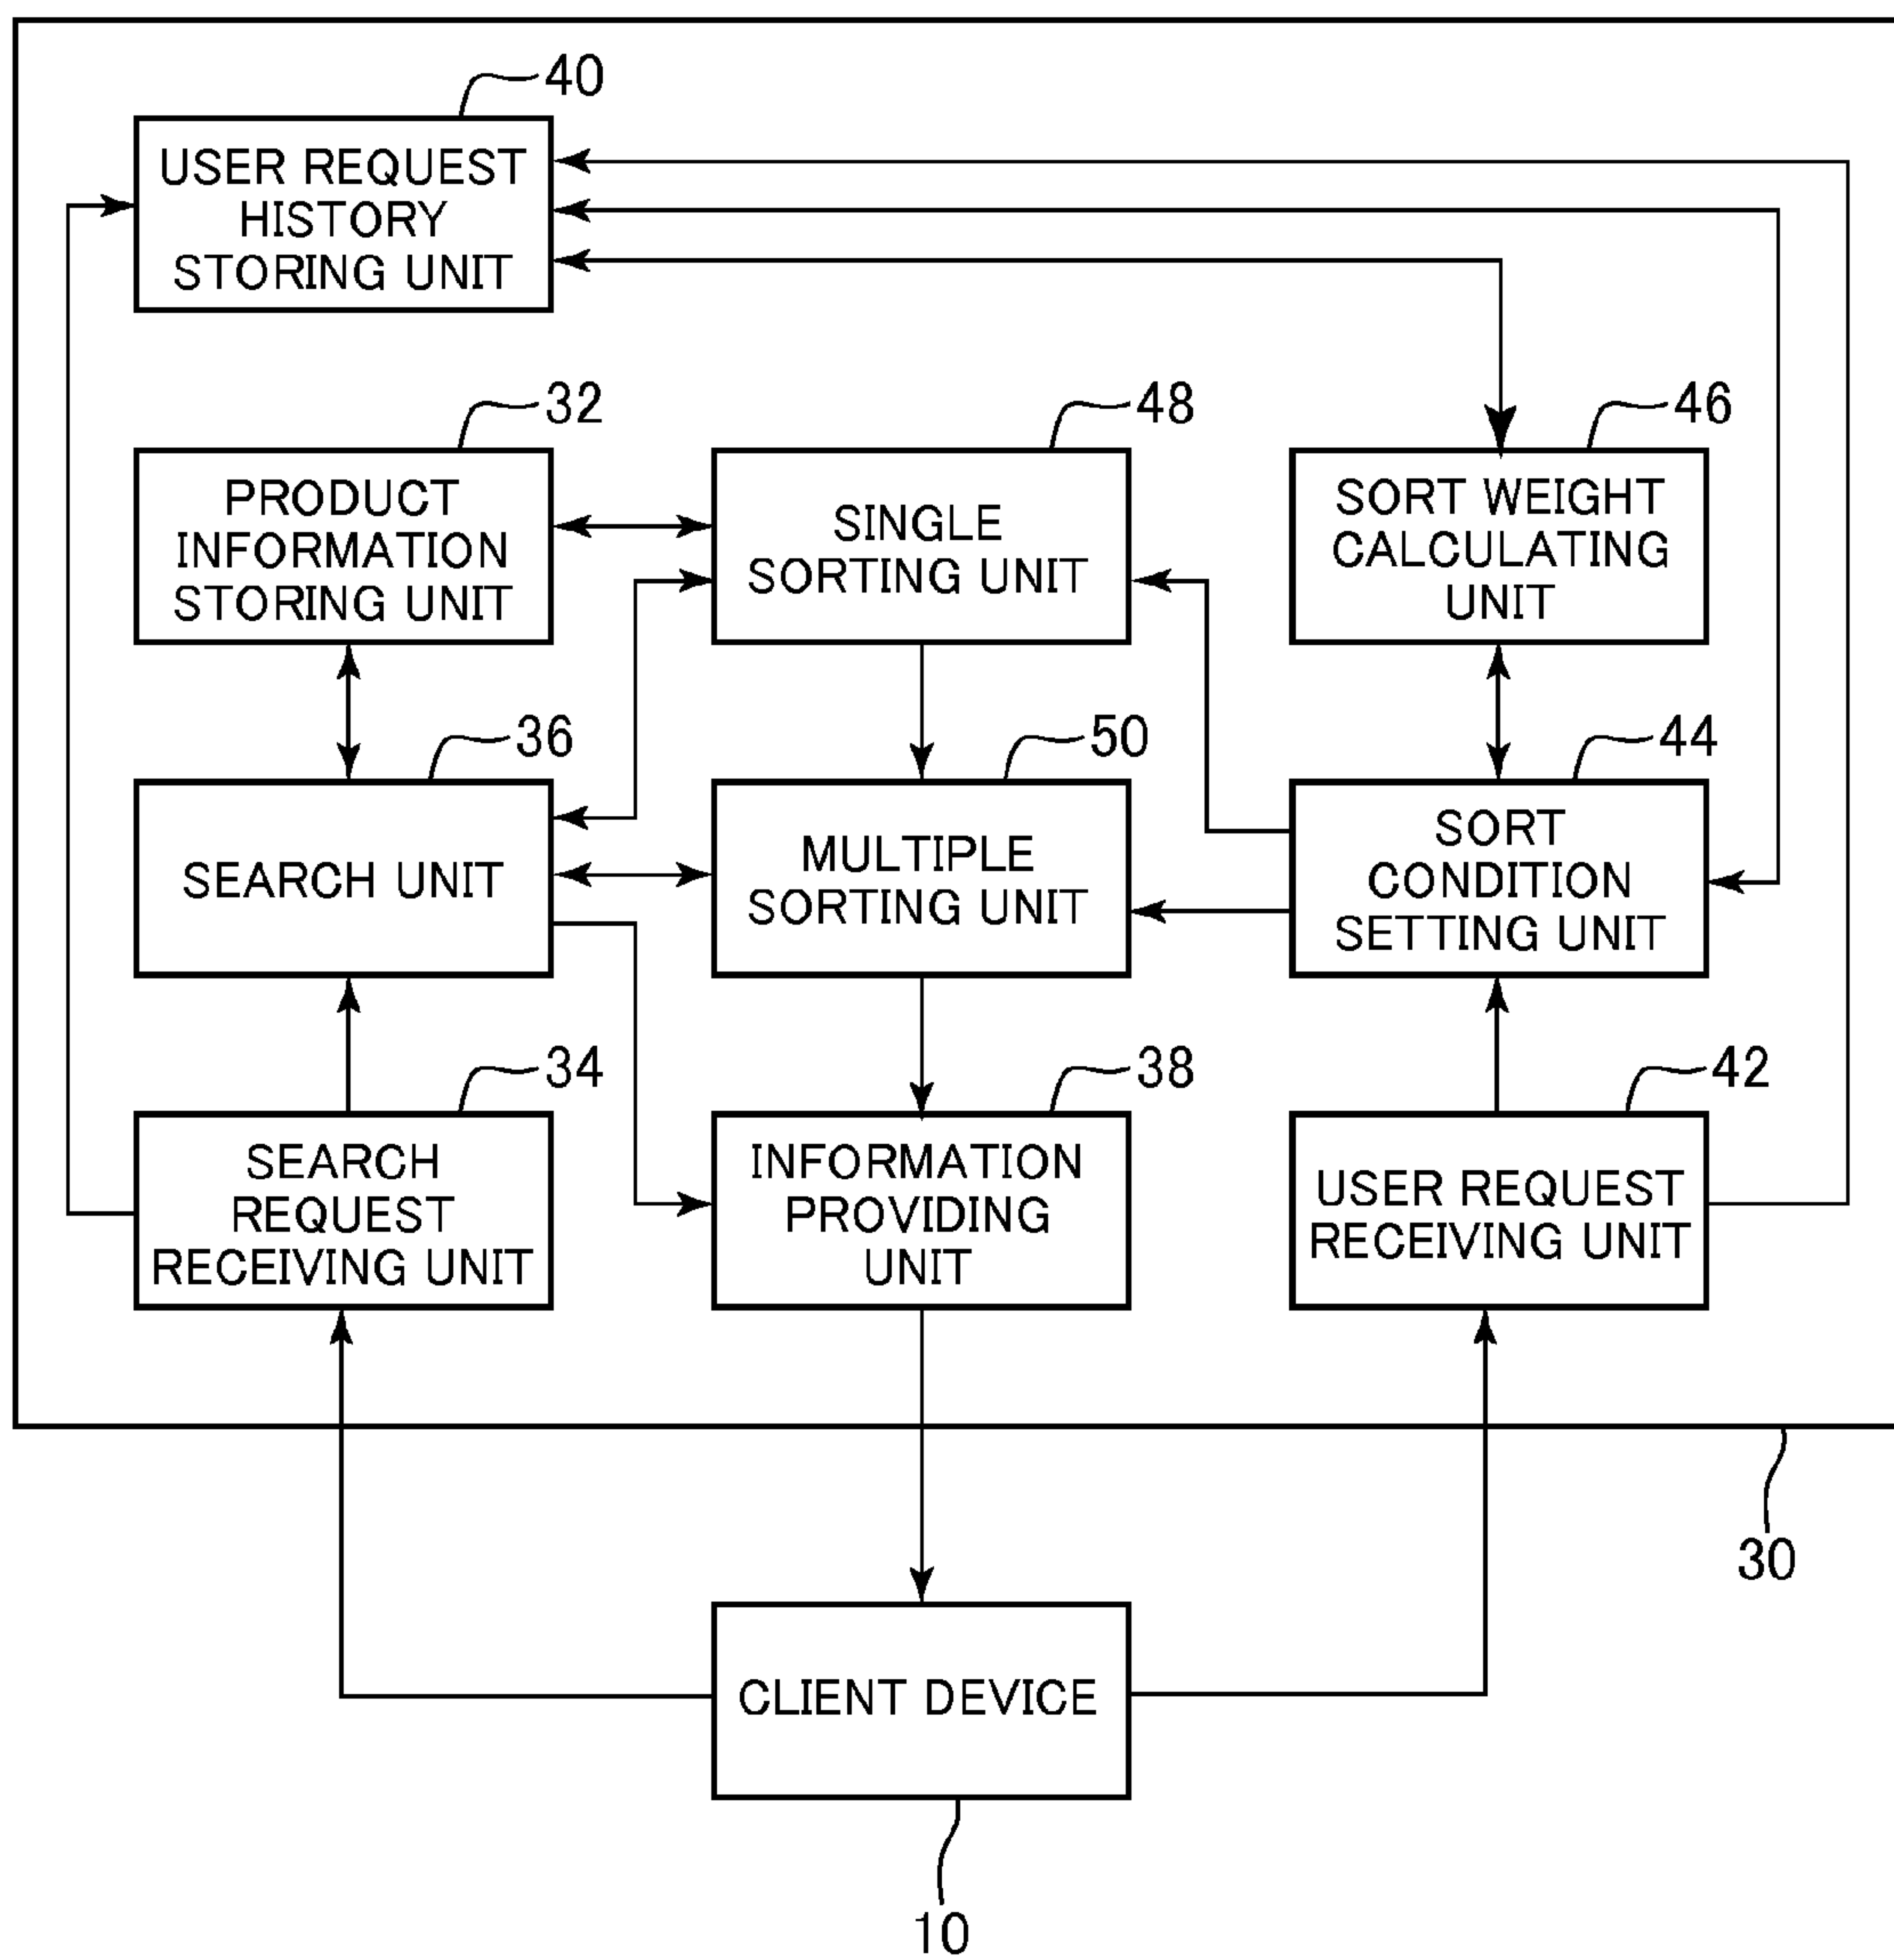 40
USER REQUEST
HISTORY
STORING UNIT
32
PRODUCT
INFORMATION
STORING UNIT
48
SINGLE
SORTING UNIT
46
SORT WEIGHT
CALCULATING
UNIT
36
SEARCH UNIT
50
MULTIPLE
SORTING UNIT
44
SORT
CONDITION
SETTING UNIT
34
SEARCH
REQUEST
RECEIVING UNIT
38
INFORMATION
PROVIDING
UNIT
42
USER REQUEST
RECEIVING UNIT
30
CLIENT DEVICE
10